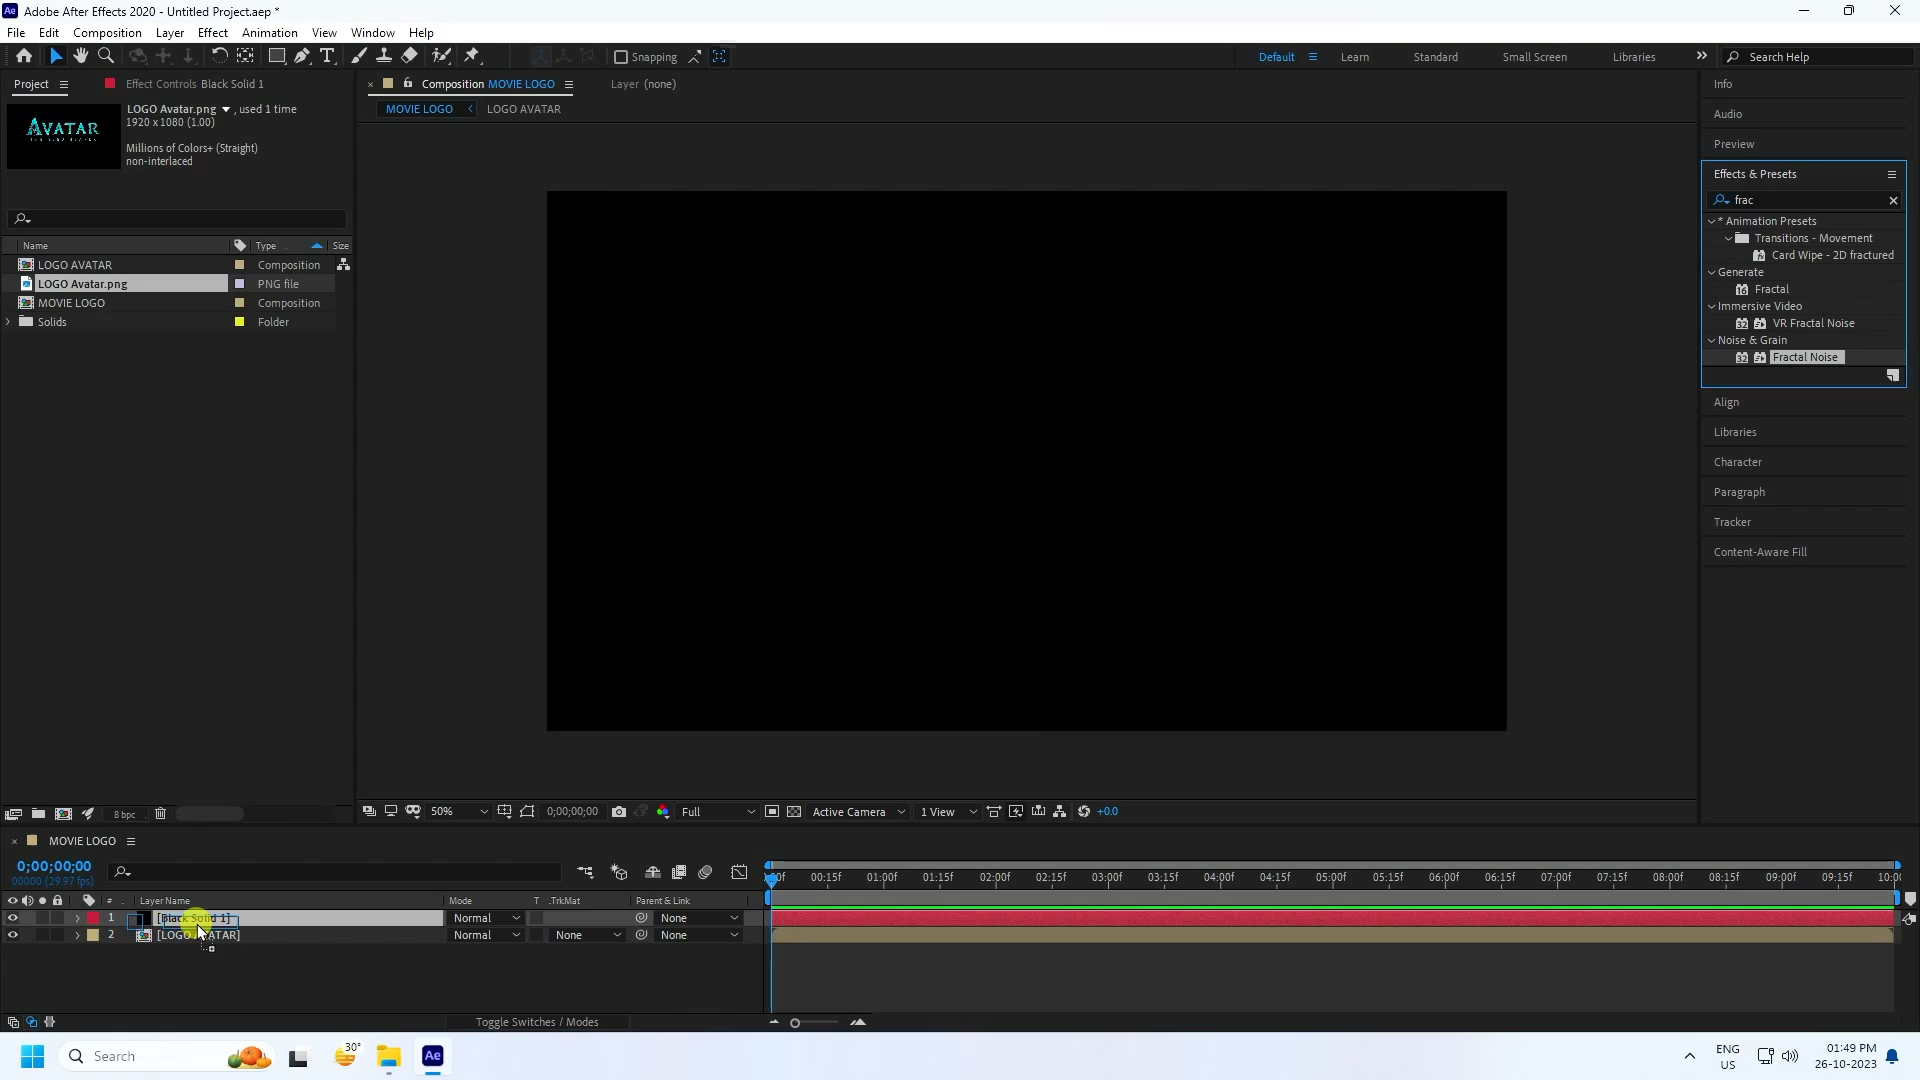 Adobe After Effects 2020 - Untitled Project.aep *
File Edit Composition Layer Effect Animation View Window Help
Snapping Default Learn Standard Small Screen Libraries Search Help
Project Effect Controls Black Solid 1 Composition MOVIE LOGO Layer (none) Info
LOGO Avatar.png , used 1 time MOVIE LOGO LOGO AVATAR
1920 x 1080 (1.00)
Millions of Colors+ (Straight)
non-interlaced
AVATAR
Audio
Preview
Effects & Presets
frac
* Animation Presets
Transitions - Movement
Card Wipe - 2D fractured
Generate
Fractal
Immersive Video
VR Fractal Noise
Noise & Grain
Fractal Noise
Align
Libraries
Character
Paragraph
Tracker
Content-Aware Fill
Name Type Size
LOGO AVATAR Composition
LOGO Avatar.png PNG file
MOVIE LOGO Composition
Solids Folder
8 bpc 50% 0;00;00;00 Full Active Camera 1 View +0.0
MOVIE LOGO
0;00;00;00
00000 (29.97 fps)
00:15f 01:00f 01:15f 02:00f 02:15f 03:00f 03:15f 04:00f 04:15f 05:00f 05:15f 06:00f 06:15f 07:00f 07:15f 08:00f 08:15f 09:00f 09:15f
# Layer Name Mode T .TrkMat Parent & Link
1 [Black Solid 1] Normal None
2 [LOGO AVATAR] Normal None None
Toggle Switches / Modes
Search 30° Ae ENG 01:49 PM
US 26-10-2023